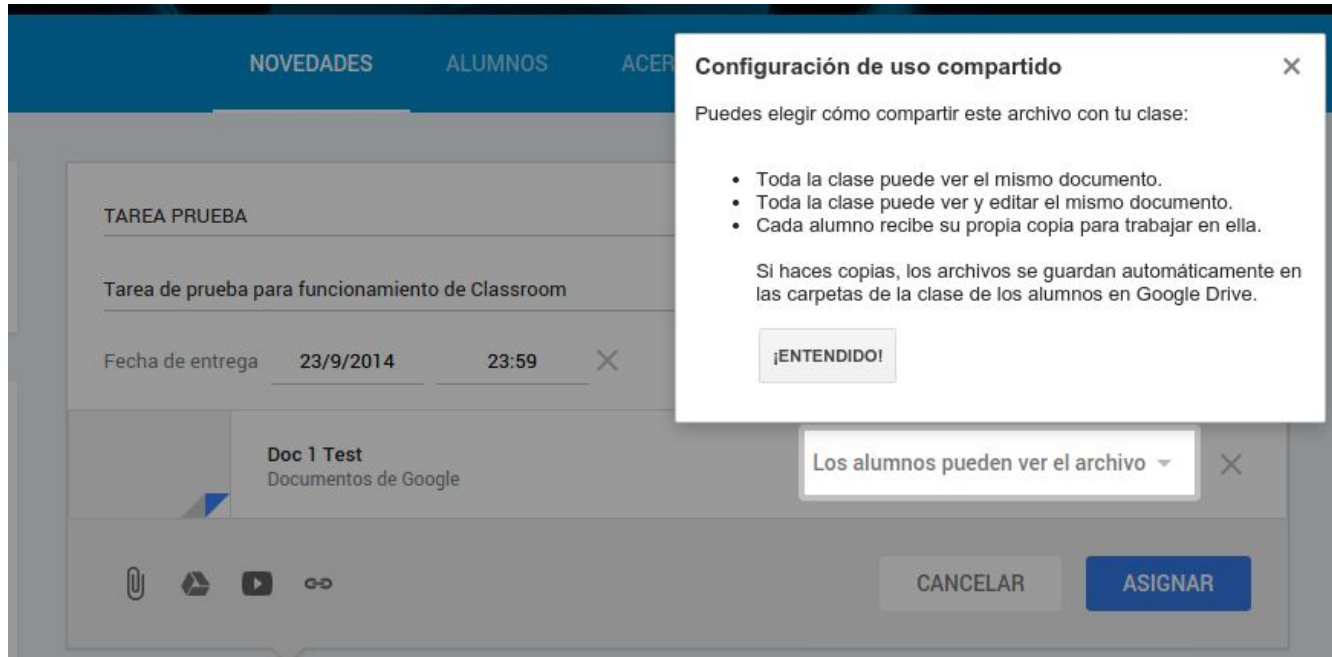 NOVEDADES ALUMNOS ACER
Configuración de uso compartido
Puedes elegir cómo compartir este archivo con tu clase:
• Toda la clase puede ver el mismo documento.
• Toda la clase puede ver y editar el mismo documento.
• Cada alumno recibe su propia copia para trabajar en ella.
Si haces copias, los archivos se guardan automáticamente en
las carpetas de la clase de los alumnos en Google Drive.
¡ENTENDIDO!
TAREA PRUEBA
Tarea de prueba para funcionamiento de Classroom
Fecha de entrega 23/9/2014 23:59
Doc 1 Test
Documentos de Google
Los alumnos pueden ver el archivo
CANCELAR ASIGNAR